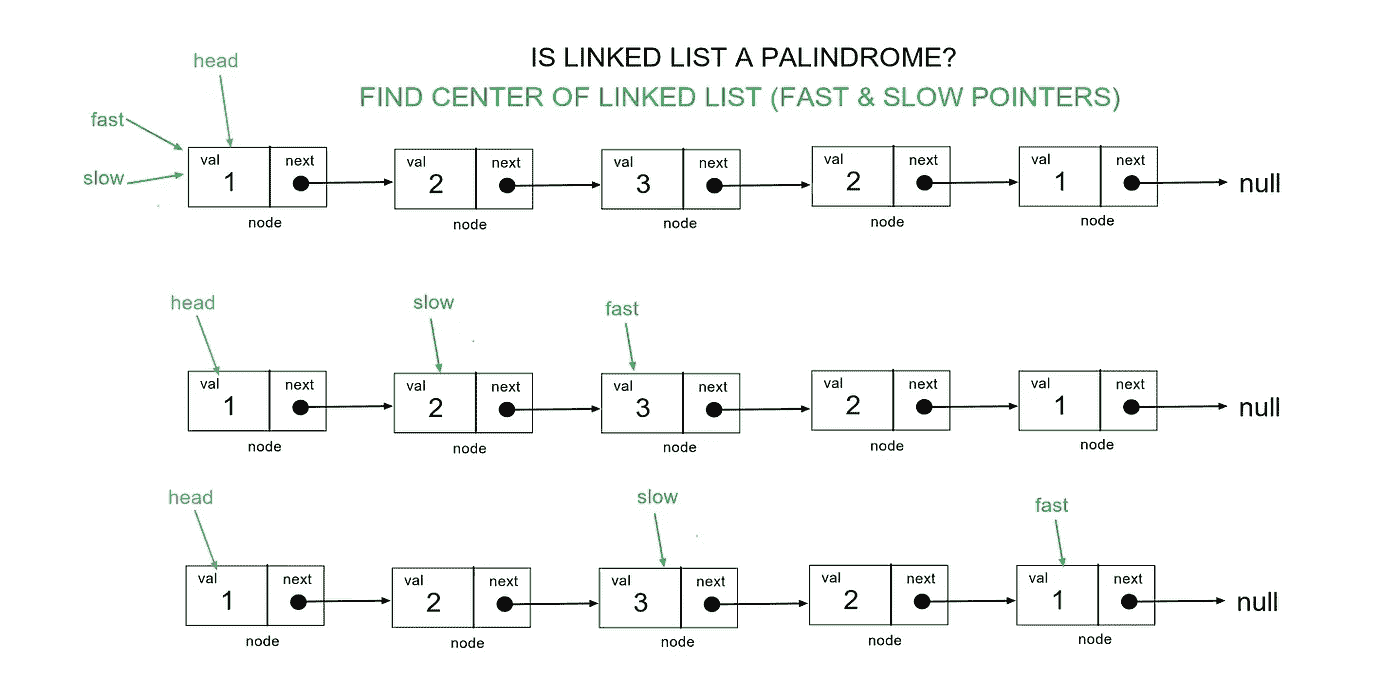 IS LINKED LIST A PALINDROME?
FIND CENTER OF LINKED LIST (FAST & SLOW POINTERS)
head
fast
slow
val next val next val next val next val next
1 2 3 2 1 null
node node node node node
head slow fast
val next val next val next val next val next
1 2 3 2 1 null
node node node node node
head slow fast
val next val next val next val next val next
1 2 3 2 1 null
node node node node node